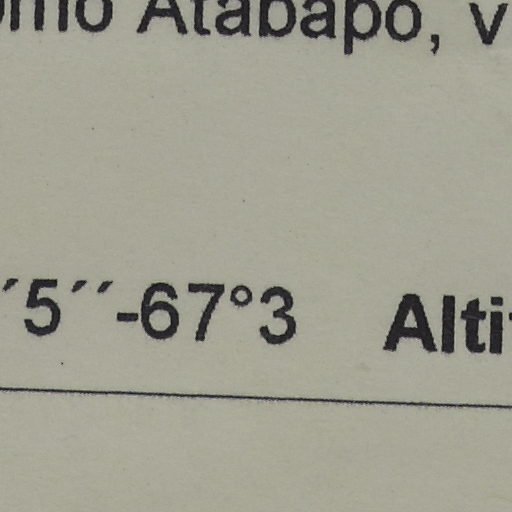 Atabapo, v
´5´´-67°3 Alti